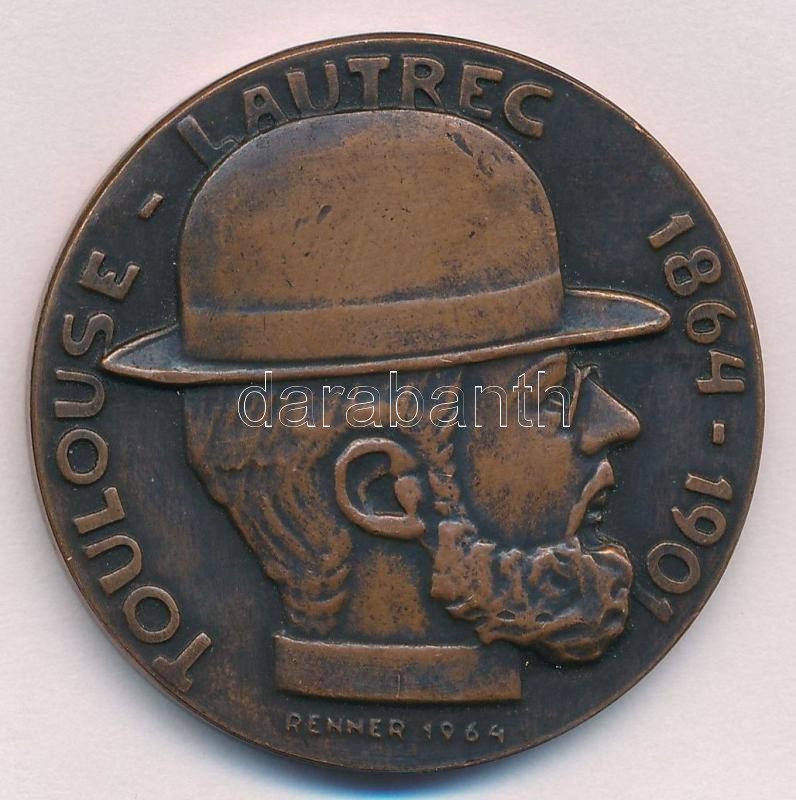 TOULOUSE - LAUTREC
1864 - 1901
darabanth
RENNER 1964